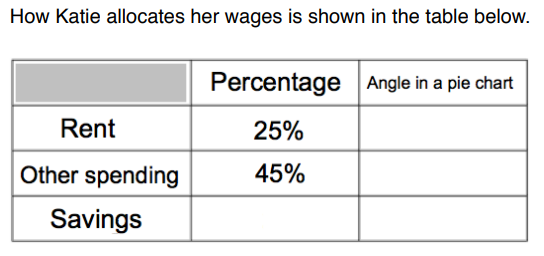 How Katie allocates her wages is shown in the table below.
Percentage Angle in a pie chart
Rent 25%
Other spending 45%
Savings